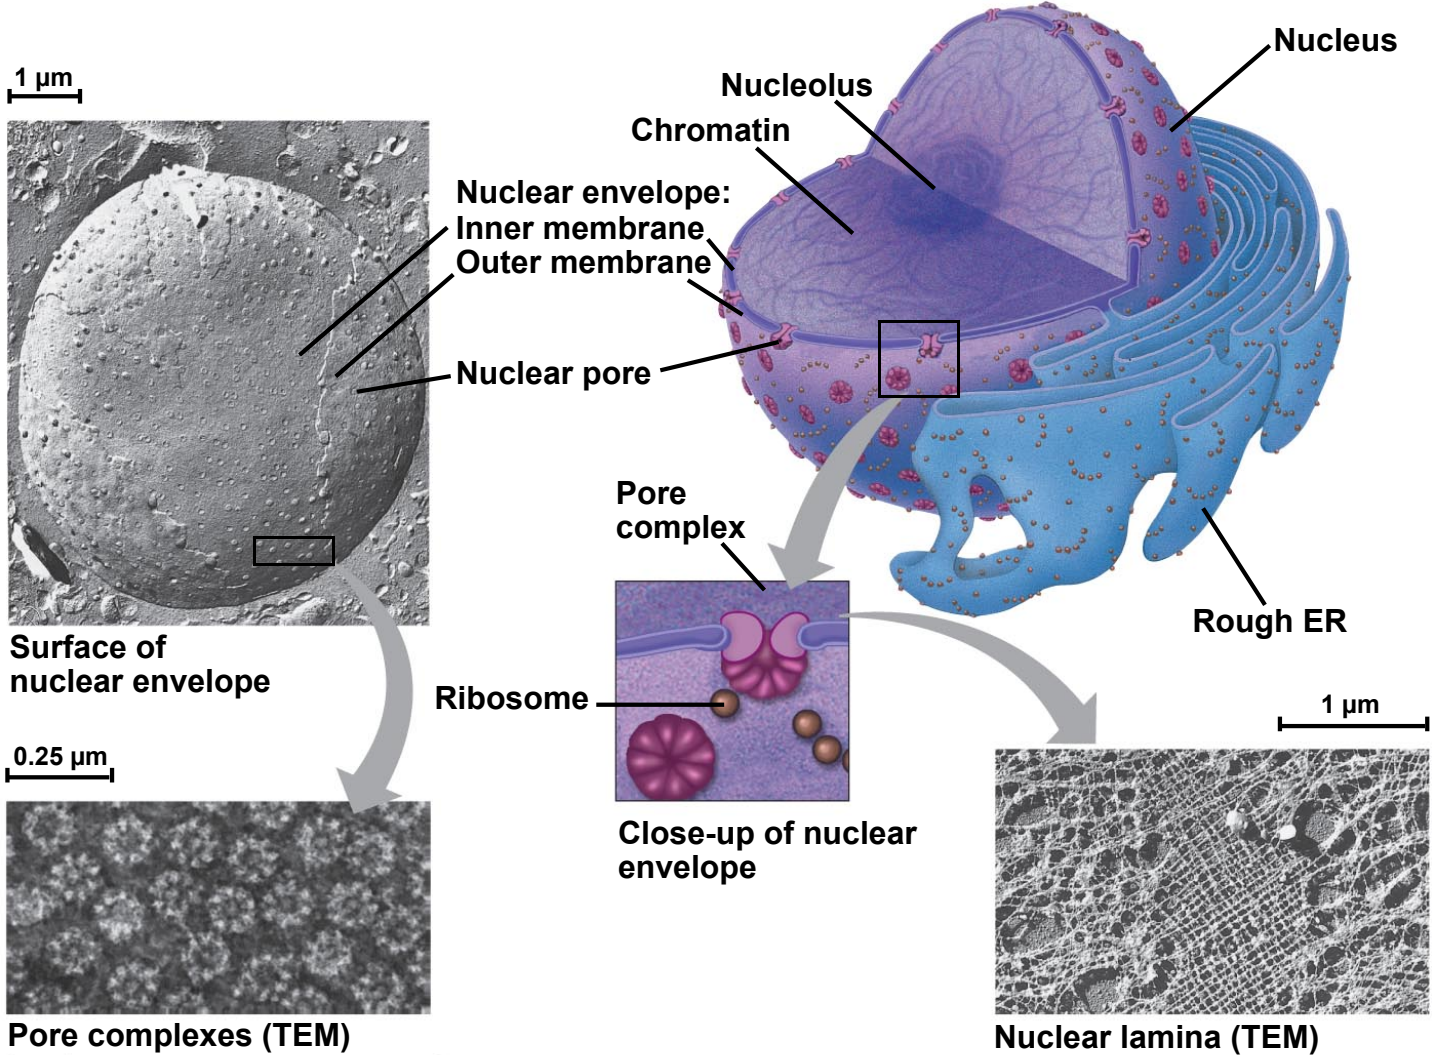 1 µm
Nucleolus
Chromatin
Nucleus
Nuclear envelope:
Inner membrane
Outer membrane
Nuclear pore
Pore
complex
Surface of
nuclear envelope
Rough ER
Ribosome
1 µm
0.25 µm
Close-up of nuclear
envelope
Pore complexes (TEM)
Nuclear lamina (TEM)